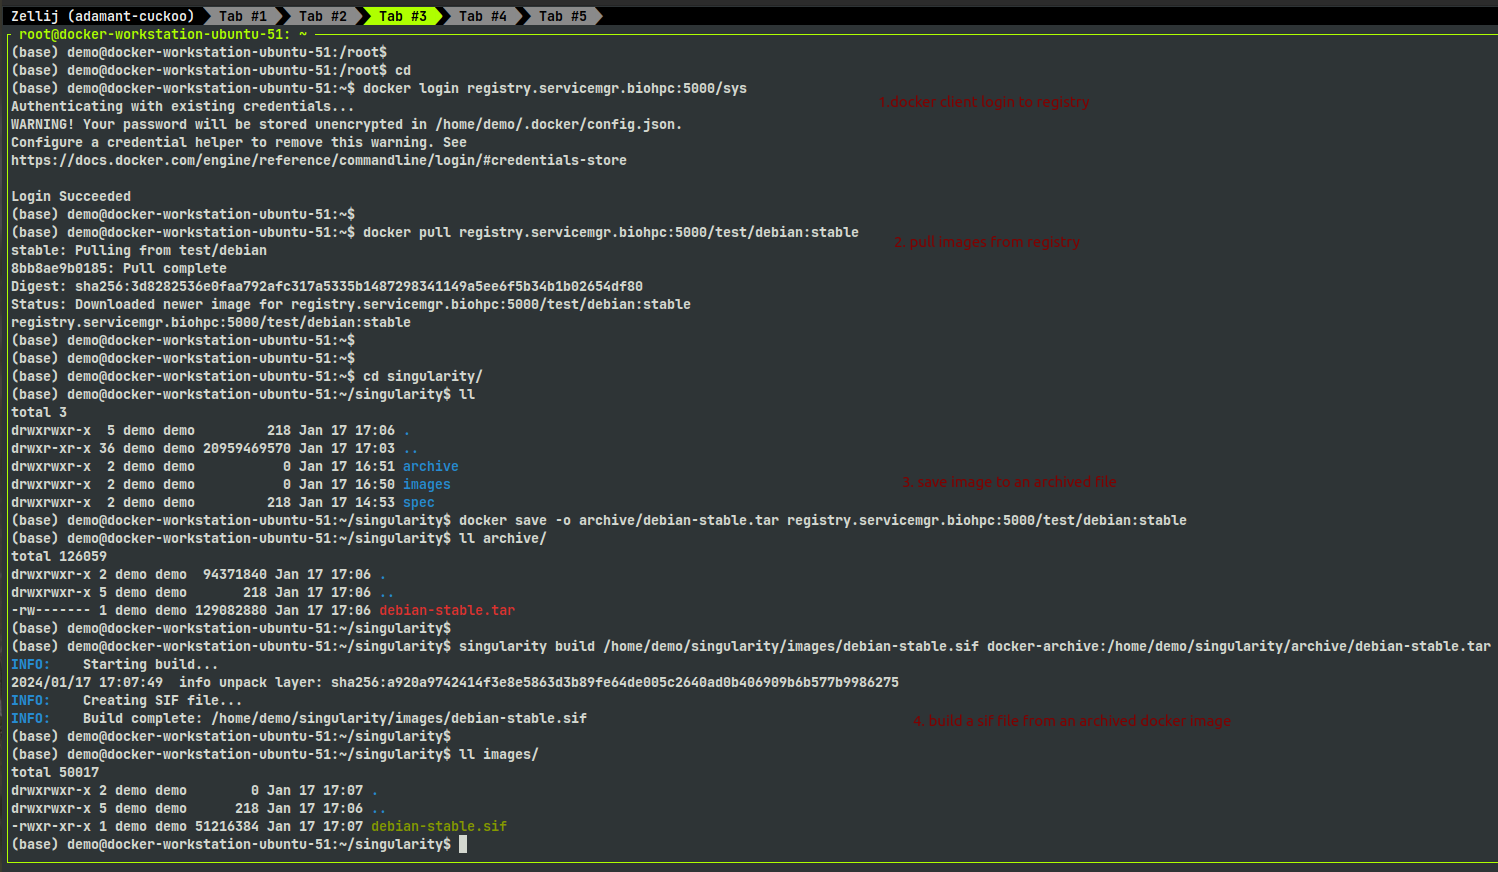 Zellij (adamant-cuckoo) Tab #1 Tab #2 Tab #3 Tab #4 Tab #5
root@docker-workstation-ubuntu-51: ~
(base) demo@docker-workstation-ubuntu-51:/root$
(base) demo@docker-workstation-ubuntu-51:/root$ cd
(base) demo@docker-workstation-ubuntu-51:~$ docker login registry.servicemgr.biohpc:5000/sys
Authenticating with existing credentials...
1.docker client login to registry
WARNING! Your password will be stored unencrypted in /home/demo/.docker/config.json.
Configure a credential helper to remove this warning. See
https://docs.docker.com/engine/reference/commandline/login/#credentials-store
Login Succeeded
(base) demo@docker-workstation-ubuntu-51:~$
(base) demo@docker-workstation-ubuntu-51:~$ docker pull registry.servicemgr.biohpc:5000/test/debian:stable
2. pull images from registry
stable: Pulling from test/debian
8bb8ae9b0185: Pull complete
Digest: sha256:3d8282536e0faa792afc317a5335b1487298341149a5ee6f5b34b1b02654df80
Status: Downloaded newer image for registry.servicemgr.biohpc:5000/test/debian:stable
registry.servicemgr.biohpc:5000/test/debian:stable
(base) demo@docker-workstation-ubuntu-51:~$
(base) demo@docker-workstation-ubuntu-51:~$
(base) demo@docker-workstation-ubuntu-51:~$ cd singularity/
(base) demo@docker-workstation-ubuntu-51:~/singularity$ ll
total 3
drwxrwxr-x  5 demo demo         218 Jan 17 17:06 .
drwxr-xr-x 36 demo demo 20959469570 Jan 17 17:03 ..
drwxrwxr-x  2 demo demo           0 Jan 17 16:51 archive
drwxrwxr-x  2 demo demo           0 Jan 17 16:50 images
3. save image to an archived file
drwxrwxr-x  2 demo demo         218 Jan 17 14:53 spec
(base) demo@docker-workstation-ubuntu-51:~/singularity$ docker save -o archive/debian-stable.tar registry.servicemgr.biohpc:5000/test/debian:stable
(base) demo@docker-workstation-ubuntu-51:~/singularity$ ll archive/
total 126059
drwxrwxr-x 2 demo demo  94371840 Jan 17 17:06 .
drwxrwxr-x 5 demo demo       218 Jan 17 17:06 ..
-rw------- 1 demo demo 129082880 Jan 17 17:06 debian-stable.tar
(base) demo@docker-workstation-ubuntu-51:~/singularity$
(base) demo@docker-workstation-ubuntu-51:~/singularity$ singularity build /home/demo/singularity/images/debian-stable.sif docker-archive:/home/demo/singularity/archive/debian-stable.tar
INFO:    Starting build...
2024/01/17 17:07:49  info unpack layer: sha256:a920a9742414f3e8e5863d3b89fe64de005c2640ad0b406909b6b577b9986275
INFO:    Creating SIF file...
INFO:    Build complete: /home/demo/singularity/images/debian-stable.sif
4. build a sif file from an archived docker image
(base) demo@docker-workstation-ubuntu-51:~/singularity$
(base) demo@docker-workstation-ubuntu-51:~/singularity$ ll images/
total 50017
drwxrwxr-x 2 demo demo        0 Jan 17 17:07 .
drwxrwxr-x 5 demo demo      218 Jan 17 17:06 ..
-rwxr-xr-x 1 demo demo 51216384 Jan 17 17:07 debian-stable.sif
(base) demo@docker-workstation-ubuntu-51:~/singularity$